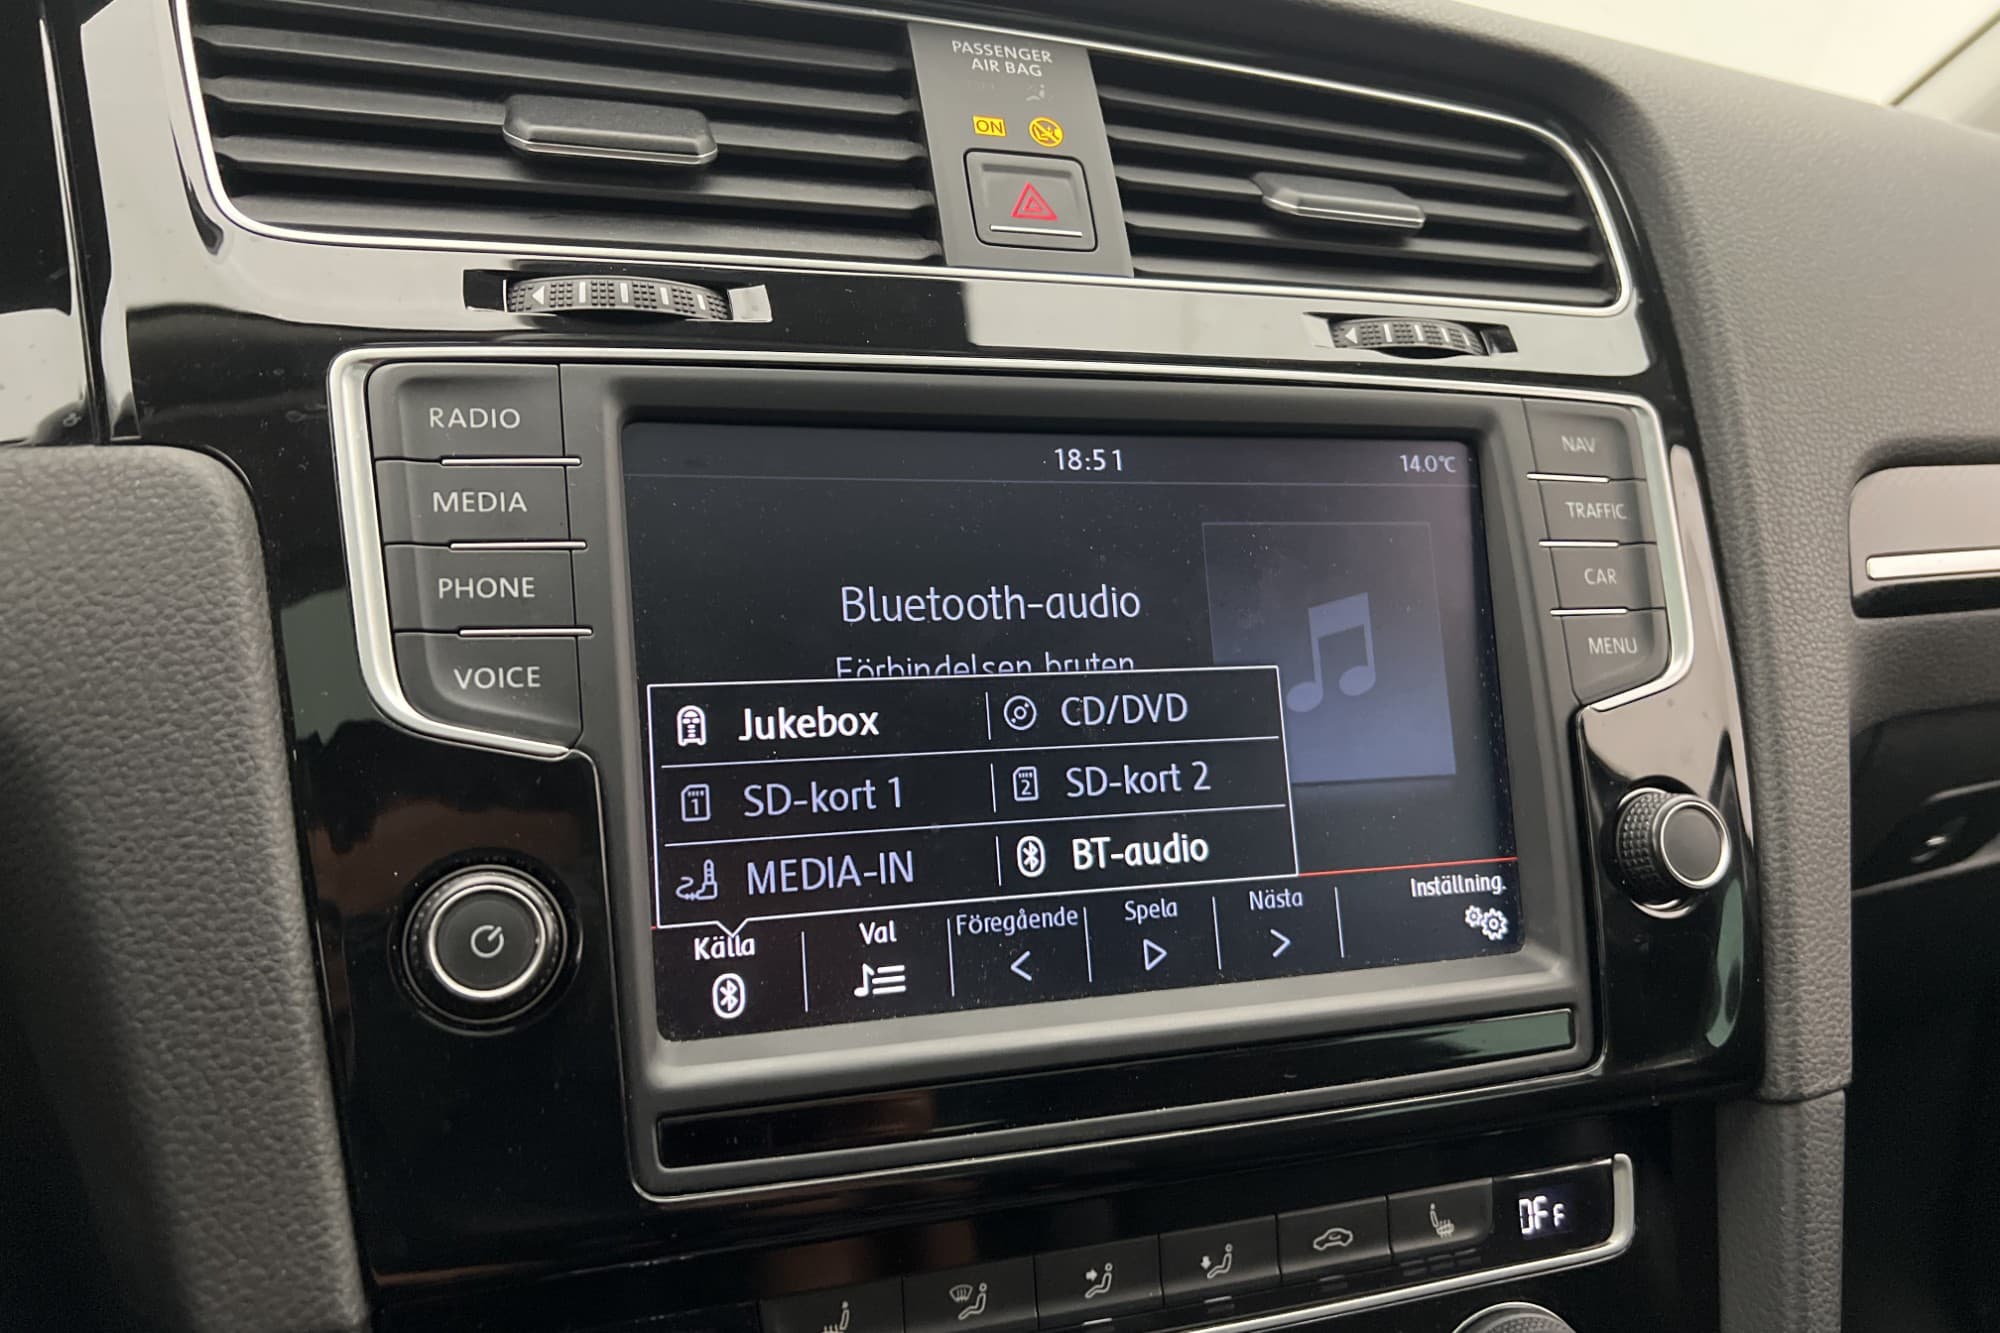 PASSENGER
AIR BAG
ON
RADIO
MEDIA
PHONE
VOICE
NAV
TRAFFIC
CAR
MENU
18:51
14.0°C
Bluetooth-audio
Förbindelsen bruten
Jukebox
CD/DVD
1 SD-kort 1
2 SD-kort 2
MEDIA-IN
BT-audio
Källa
Val
Föregående
Spela
Nästa
Inställning.
OFF